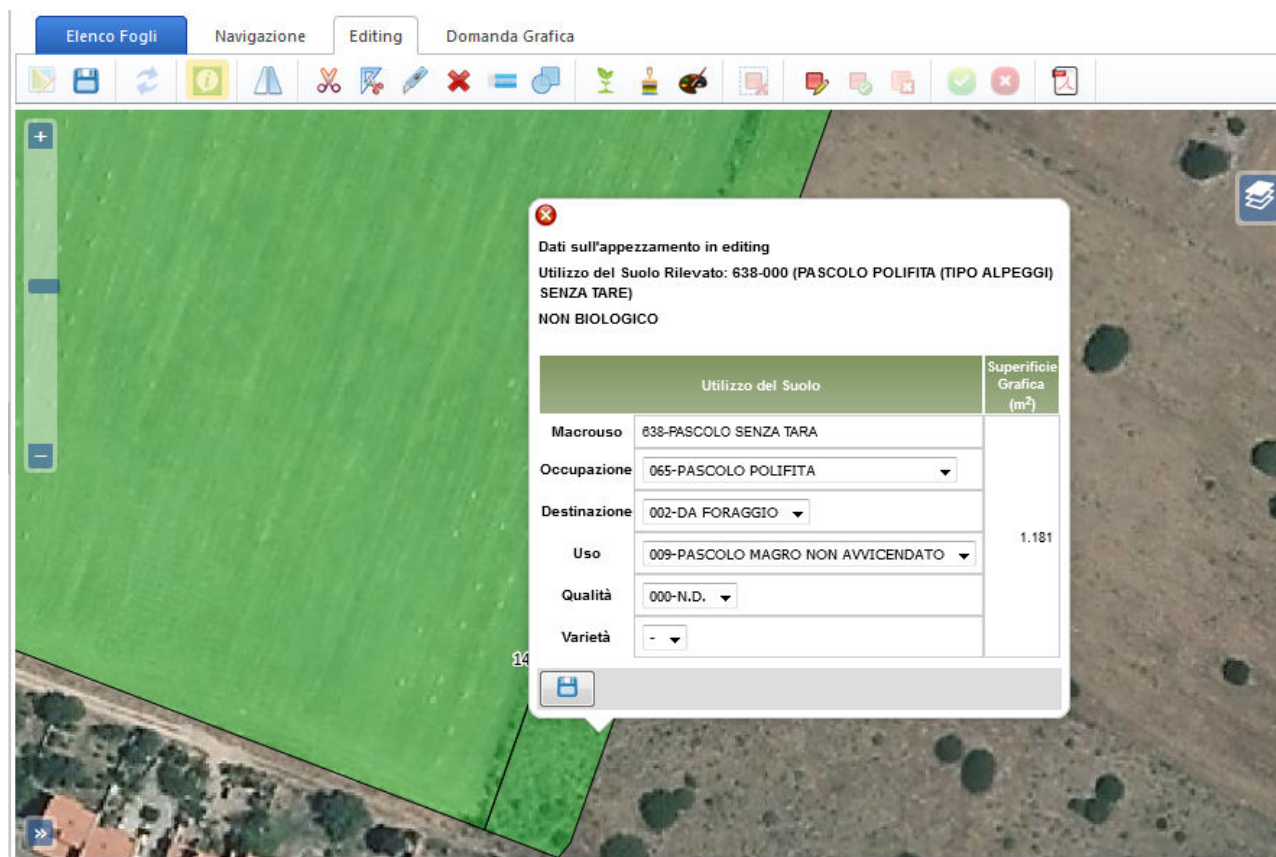 Elenco Fogli Navigazione Editing Domanda Grafica
+
Dati sull'appezzamento in editing
Utilizzo del Suolo Rilevato: 638-000 (PASCOLO POLIFITA (TIPO ALPEGGI)
SENZA TARE)
NON BIOLOGICO
Utilizzo del Suolo
Superificie
Grafica
(m²)
Macrouso 638-PASCOLO SENZA TARA
Occupazione 065-PASCOLO POLIFITA
Destinazione 002-DA FORAGGIO
1.181
Uso 009-PASCOLO MAGRO NON AVVICENDATO
Qualità 000-N.D.
Varietà -
14
−
»